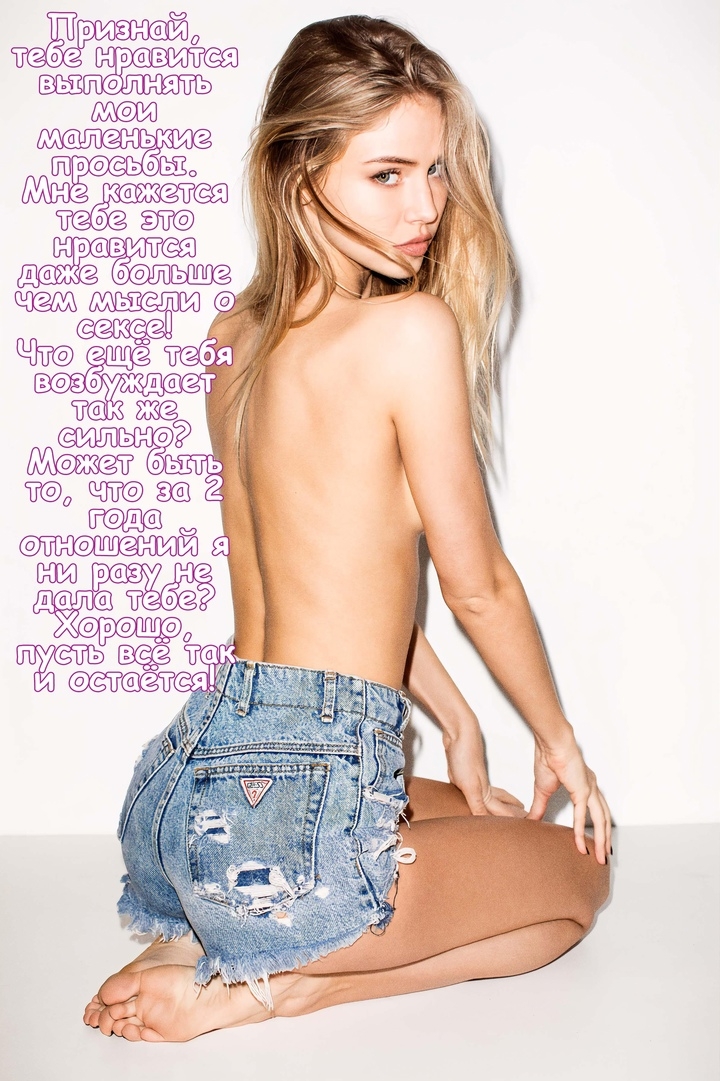 Признай,
тебе нравится
выполнять
мои
маленькие
просьбы.
Мне кажется
тебе это
нравится
даже больше
чем мысли о
сексе!
Что ещё тебя
возбуждает
так же
сильно?
Может быть
то, что за 2
года
отношений я
ни разу не
дала тебе?
Хорошо,
пусть всё так
и остаётся!
GUESS
?